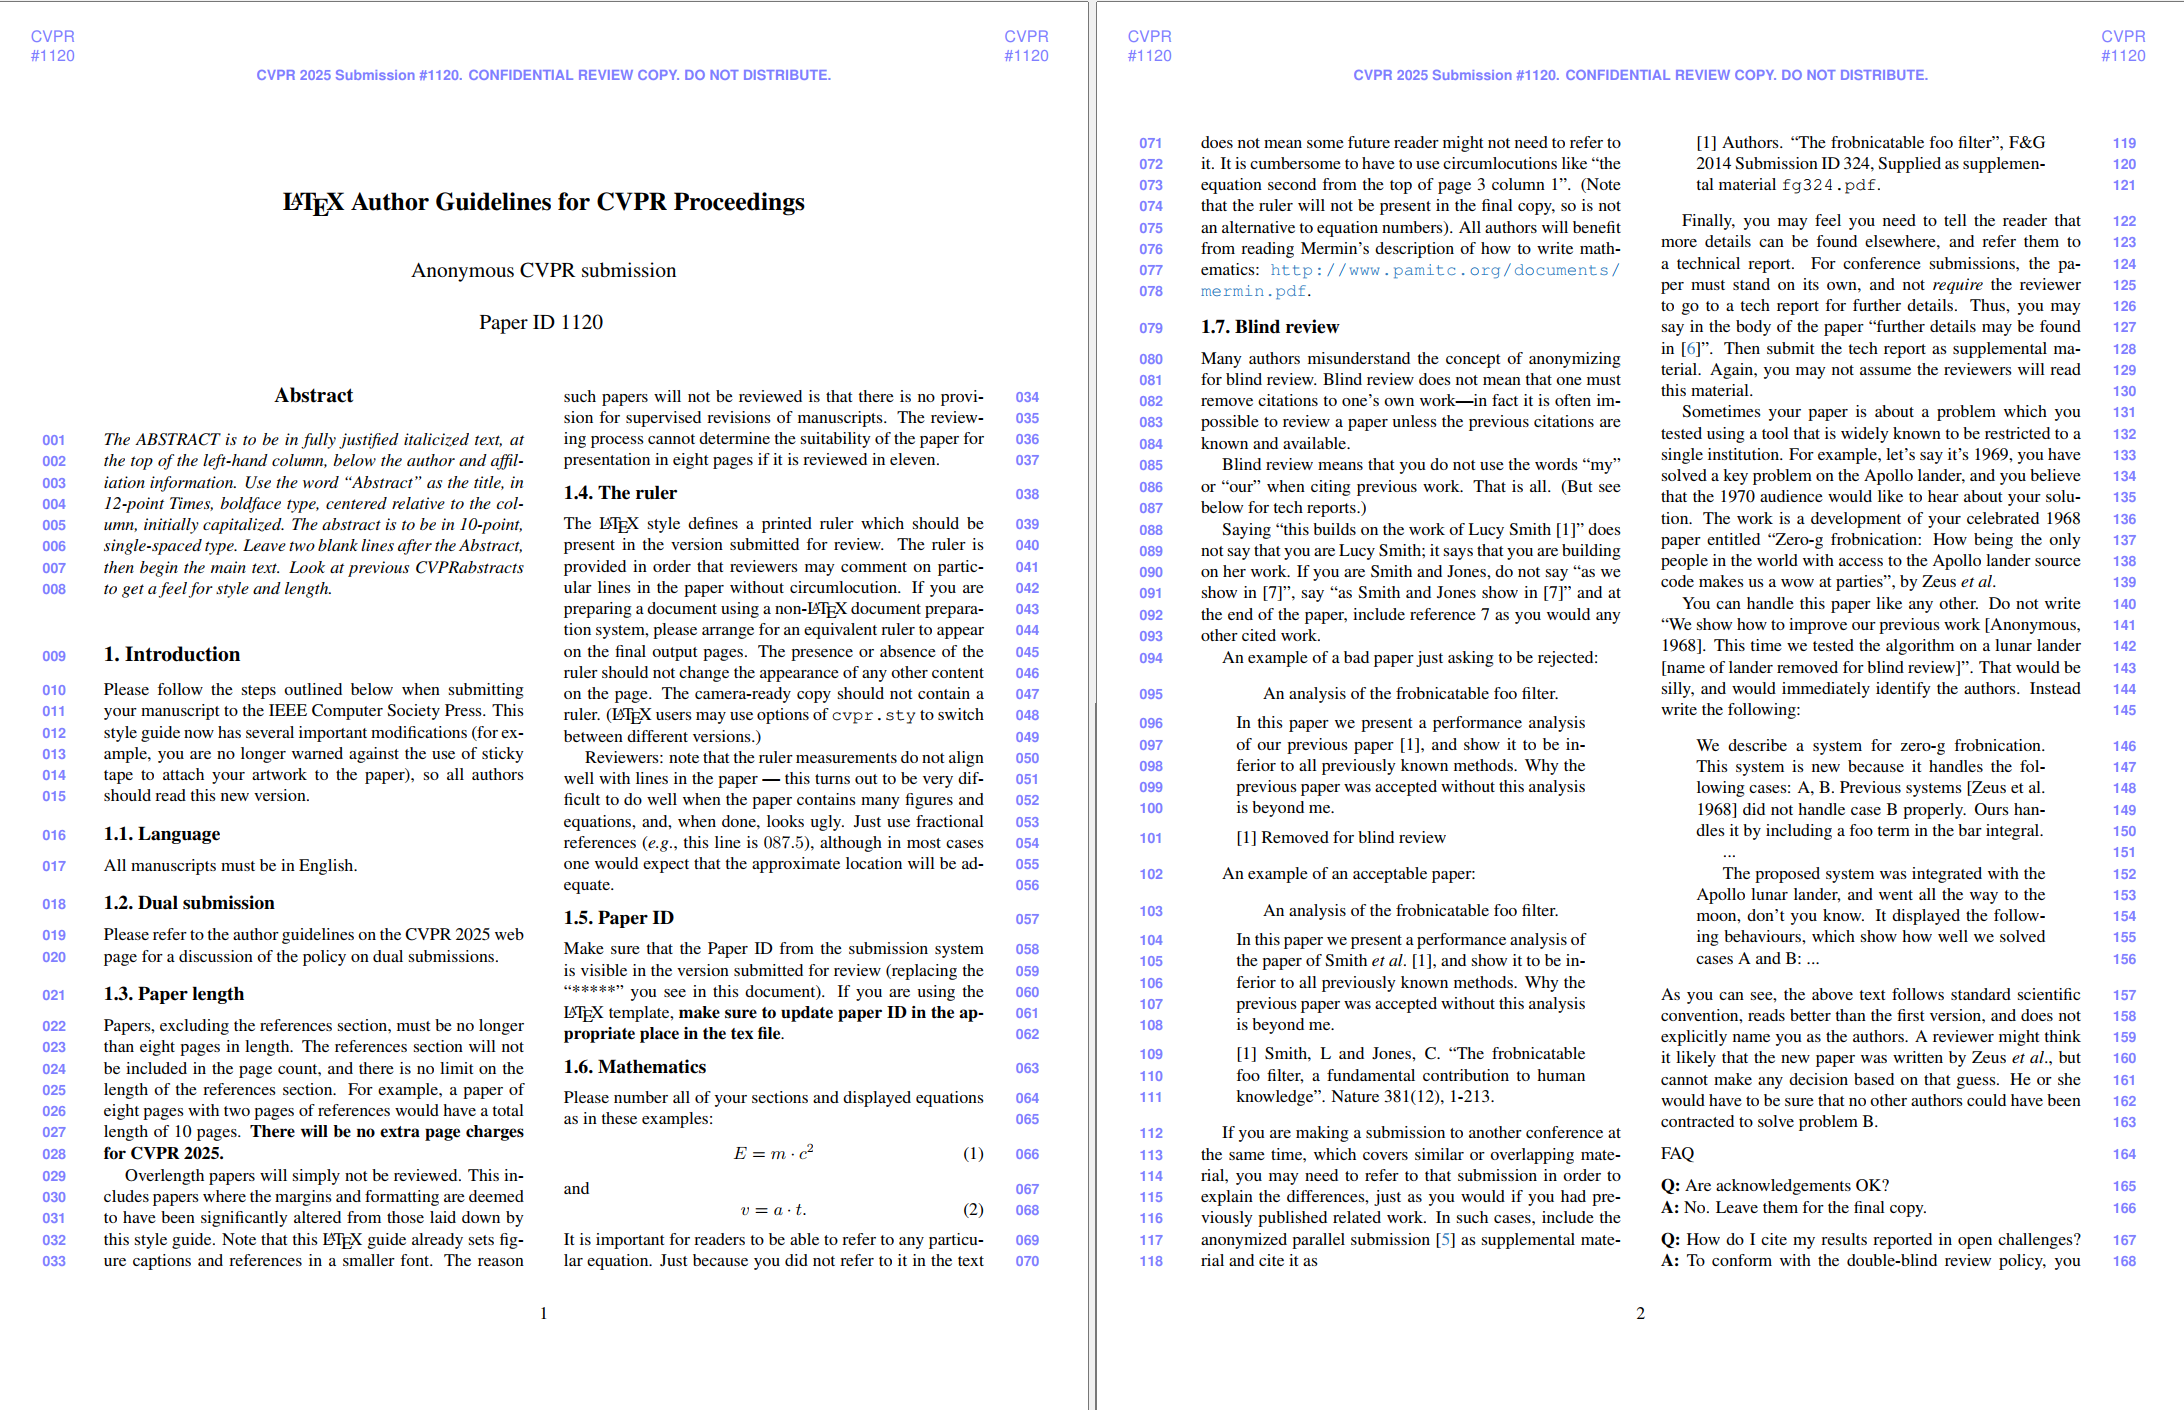 CVPR
#1120
CVPR
#1120
CVPR 2025 Submission #1120. CONFIDENTIAL REVIEW COPY. DO NOT DISTRIBUTE.
LATEX Author Guidelines for CVPR Proceedings
Anonymous CVPR submission
Paper ID 1120
Abstract
001 The ABSTRACT is to be in fully justified italicized text, at
002 the top of the left-hand column, below the author and affil-
003 iation information. Use the word “Abstract” as the title, in
004 12-point Times, boldface type, centered relative to the col-
005 umn, initially capitalized. The abstract is to be in 10-point,
006 single-spaced type. Leave two blank lines after the Abstract,
007 then begin the main text. Look at previous CVPRabstracts
008 to get a feel for style and length.
009 1. Introduction
010 Please follow the steps outlined below when submitting
011 your manuscript to the IEEE Computer Society Press. This
012 style guide now has several important modifications (for ex-
013 ample, you are no longer warned against the use of sticky
014 tape to attach your artwork to the paper), so all authors
015 should read this new version.
016 1.1. Language
017 All manuscripts must be in English.
018 1.2. Dual submission
019 Please refer to the author guidelines on the CVPR 2025 web
020 page for a discussion of the policy on dual submissions.
021 1.3. Paper length
022 Papers, excluding the references section, must be no longer
023 than eight pages in length. The references section will not
024 be included in the page count, and there is no limit on the
025 length of the references section. For example, a paper of
026 eight pages with two pages of references would have a total
027 length of 10 pages. There will be no extra page charges
028 for CVPR 2025.
029 Overlength papers will simply not be reviewed. This in-
030 cludes papers where the margins and formatting are deemed
031 to have been significantly altered from those laid down by
032 this style guide. Note that this LATEX guide already sets fig-
033 ure captions and references in a smaller font. The reason
such papers will not be reviewed is that there is no provi- 034
sion for supervised revisions of manuscripts. The review- 035
ing process cannot determine the suitability of the paper for 036
presentation in eight pages if it is reviewed in eleven. 037
1.4. The ruler 038
The LATEX style defines a printed ruler which should be 039
present in the version submitted for review. The ruler is 040
provided in order that reviewers may comment on partic- 041
ular lines in the paper without circumlocution. If you are 042
preparing a document using a non-LATEX document prepara- 043
tion system, please arrange for an equivalent ruler to appear 044
on the final output pages. The presence or absence of the 045
ruler should not change the appearance of any other content 046
on the page. The camera-ready copy should not contain a 047
ruler. (LATEX users may use options of cvpr.sty to switch 048
between different versions.) 049
Reviewers: note that the ruler measurements do not align 050
well with lines in the paper — this turns out to be very dif- 051
ficult to do well when the paper contains many figures and 052
equations, and, when done, looks ugly. Just use fractional 053
references (e.g., this line is 087.5), although in most cases 054
one would expect that the approximate location will be ad- 055
equate. 056
1.5. Paper ID 057
Make sure that the Paper ID from the submission system 058
is visible in the version submitted for review (replacing the 059
“*****” you see in this document). If you are using the 060
LATEX template, make sure to update paper ID in the ap- 061
propriate place in the tex file. 062
1.6. Mathematics 063
Please number all of your sections and displayed equations 064
as in these examples: 065
E = m · c² (1) 066
and 067
v = a · t. (2) 068
It is important for readers to be able to refer to any particu- 069
lar equation. Just because you did not refer to it in the text 070
1
CVPR
#1120
CVPR
#1120
CVPR 2025 Submission #1120. CONFIDENTIAL REVIEW COPY. DO NOT DISTRIBUTE.
071 does not mean some future reader might not need to refer to
072 it. It is cumbersome to have to use circumlocutions like “the
073 equation second from the top of page 3 column 1”. (Note
074 that the ruler will not be present in the final copy, so is not
075 an alternative to equation numbers). All authors will benefit
076 from reading Mermin’s description of how to write math-
077 ematics: http://www.pamitc.org/documents/
078 mermin.pdf.
079 1.7. Blind review
080 Many authors misunderstand the concept of anonymizing
081 for blind review. Blind review does not mean that one must
082 remove citations to one’s own work—in fact it is often im-
083 possible to review a paper unless the previous citations are
084 known and available.
085 Blind review means that you do not use the words “my”
086 or “our” when citing previous work. That is all. (But see
087 below for tech reports.)
088 Saying “this builds on the work of Lucy Smith [1]” does
089 not say that you are Lucy Smith; it says that you are building
090 on her work. If you are Smith and Jones, do not say “as we
091 show in [7]”, say “as Smith and Jones show in [7]” and at
092 the end of the paper, include reference 7 as you would any
093 other cited work.
094 An example of a bad paper just asking to be rejected:
095 An analysis of the frobnicatable foo filter.
096 In this paper we present a performance analysis
097 of our previous paper [1], and show it to be in-
098 ferior to all previously known methods. Why the
099 previous paper was accepted without this analysis
100 is beyond me.
101 [1] Removed for blind review
102 An example of an acceptable paper:
103 An analysis of the frobnicatable foo filter.
104 In this paper we present a performance analysis of
105 the paper of Smith et al. [1], and show it to be in-
106 ferior to all previously known methods. Why the
107 previous paper was accepted without this analysis
108 is beyond me.
109 [1] Smith, L and Jones, C. “The frobnicatable
110 foo filter, a fundamental contribution to human
111 knowledge”. Nature 381(12), 1-213.
112 If you are making a submission to another conference at
113 the same time, which covers similar or overlapping mate-
114 rial, you may need to refer to that submission in order to
115 explain the differences, just as you would if you had pre-
116 viously published related work. In such cases, include the
117 anonymized parallel submission [5] as supplemental mate-
118 rial and cite it as
[1] Authors. “The frobnicatable foo filter”, F&G 119
2014 Submission ID 324, Supplied as supplemen- 120
tal material fg324.pdf. 121
Finally, you may feel you need to tell the reader that 122
more details can be found elsewhere, and refer them to 123
a technical report. For conference submissions, the pa- 124
per must stand on its own, and not require the reviewer 125
to go to a tech report for further details. Thus, you may 126
say in the body of the paper “further details may be found 127
in [6]”. Then submit the tech report as supplemental ma- 128
terial. Again, you may not assume the reviewers will read 129
this material. 130
Sometimes your paper is about a problem which you 131
tested using a tool that is widely known to be restricted to a 132
single institution. For example, let’s say it’s 1969, you have 133
solved a key problem on the Apollo lander, and you believe 134
that the 1970 audience would like to hear about your solu- 135
tion. The work is a development of your celebrated 1968 136
paper entitled “Zero-g frobnication: How being the only 137
people in the world with access to the Apollo lander source 138
code makes us a wow at parties”, by Zeus et al. 139
You can handle this paper like any other. Do not write 140
“We show how to improve our previous work [Anonymous, 141
1968]. This time we tested the algorithm on a lunar lander 142
[name of lander removed for blind review]”. That would be 143
silly, and would immediately identify the authors. Instead 144
write the following: 145
We describe a system for zero-g frobnication. 146
This system is new because it handles the fol- 147
lowing cases: A, B. Previous systems [Zeus et al. 148
1968] did not handle case B properly. Ours han- 149
dles it by including a foo term in the bar integral. 150
... 151
The proposed system was integrated with the 152
Apollo lunar lander, and went all the way to the 153
moon, don’t you know. It displayed the follow- 154
ing behaviours, which show how well we solved 155
cases A and B: ... 156
As you can see, the above text follows standard scientific 157
convention, reads better than the first version, and does not 158
explicitly name you as the authors. A reviewer might think 159
it likely that the new paper was written by Zeus et al., but 160
cannot make any decision based on that guess. He or she 161
would have to be sure that no other authors could have been 162
contracted to solve problem B. 163
FAQ 164
Q: Are acknowledgements OK? 165
A: No. Leave them for the final copy. 166
Q: How do I cite my results reported in open challenges? 167
A: To conform with the double-blind review policy, you 168
2